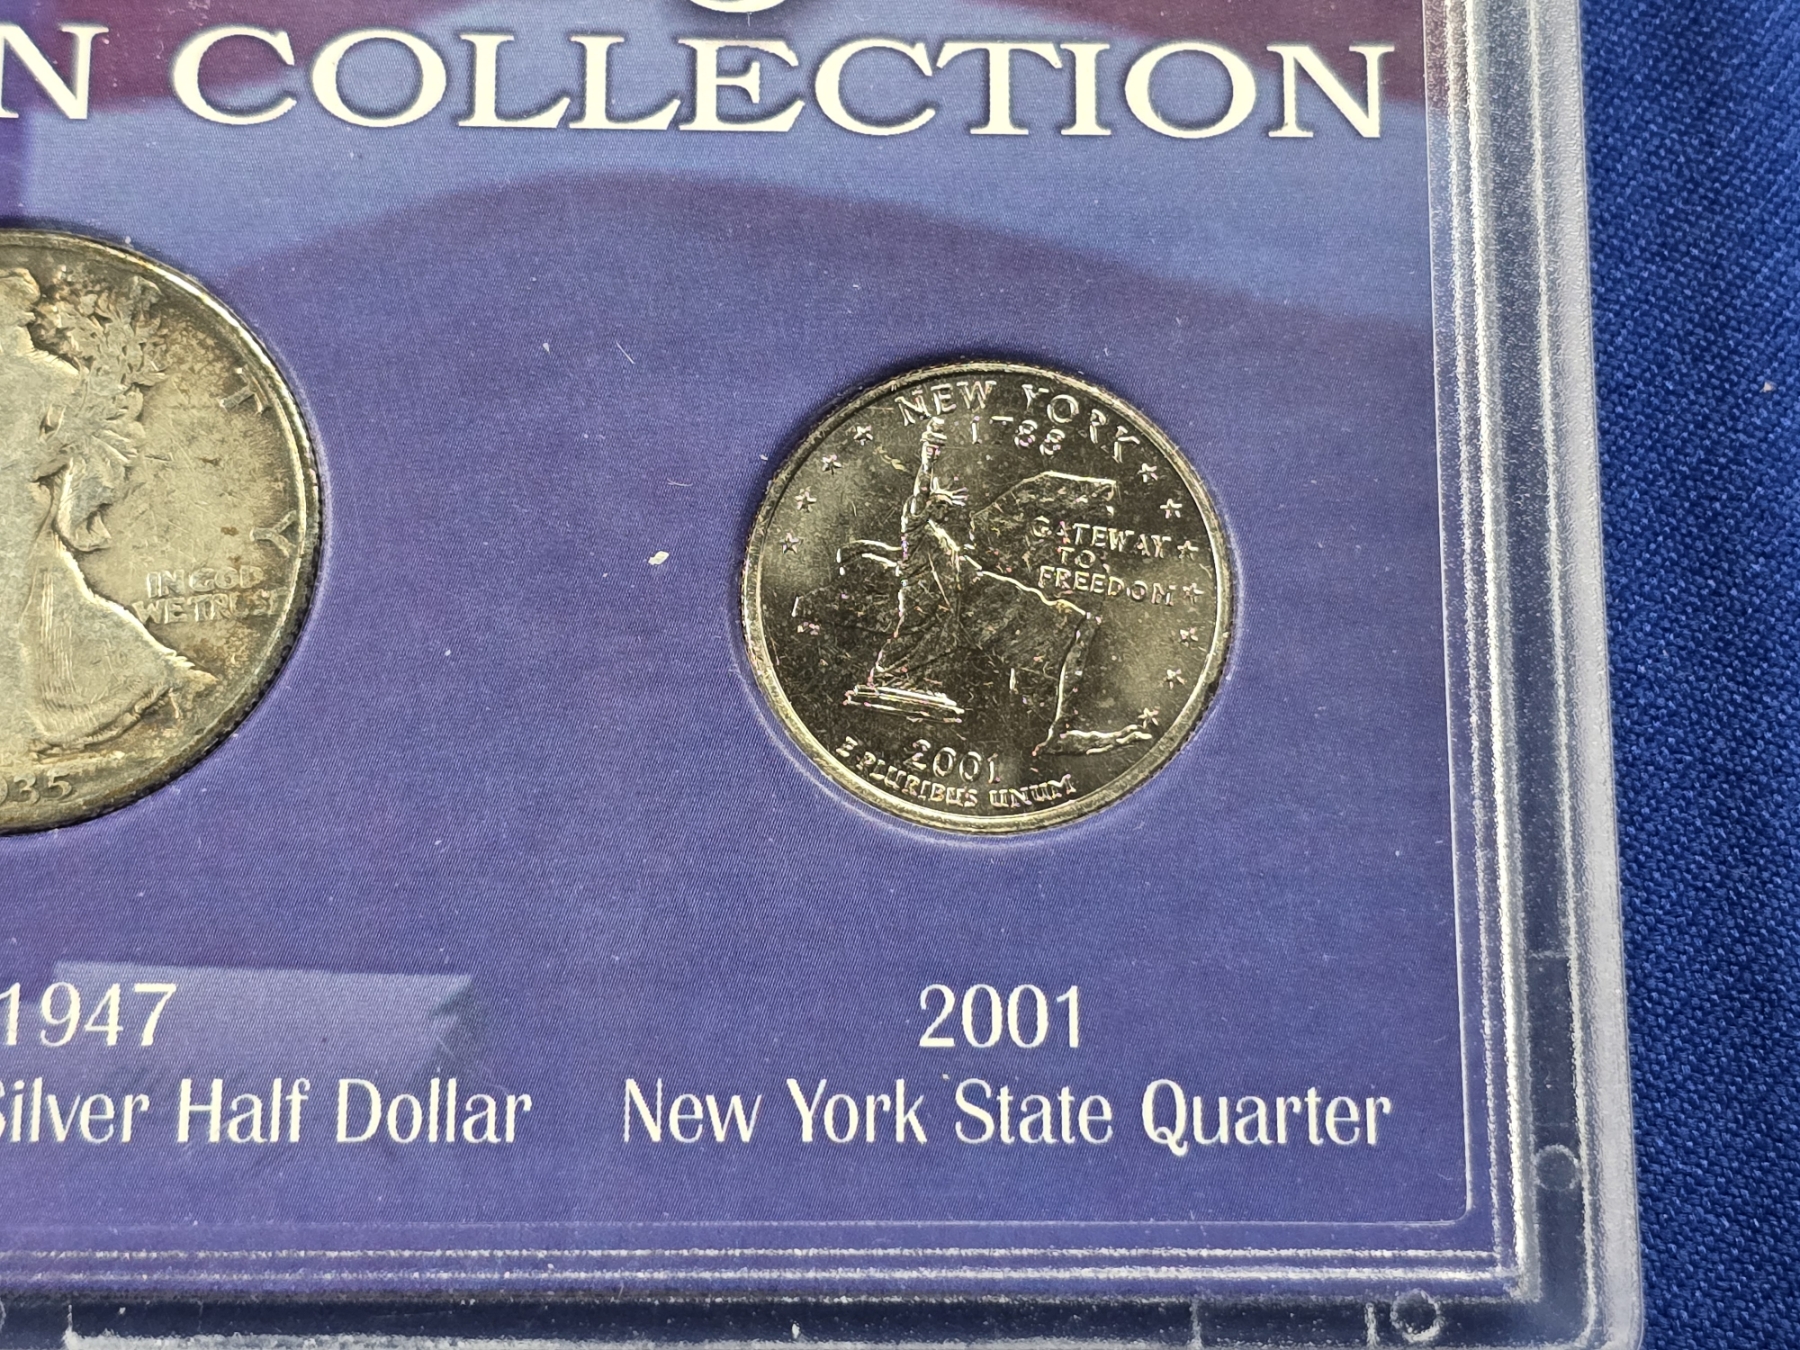 N COLLECTION
T
Y
IN GOD
WE TRUST
935
NEW YORK
1788
GATEWAY
TO
FREEDOM
2001
E PLURIBUS UNUM
1947
Silver Half Dollar
2001
New York State Quarter